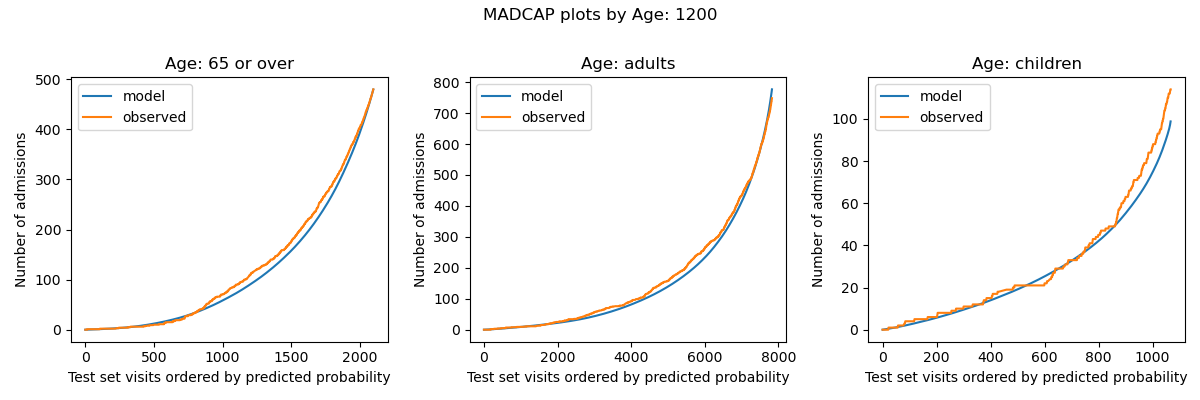 MADCAP plots by Age: 1200
Age: 65 or over
500
400
300
200
100
0
0 500 1000 1500 2000
Number of admissions
Test set visits ordered by predicted probability
model
observed
Age: adults
800
700
600
500
400
300
200
100
0
0 2000 4000 6000 8000
Number of admissions
Test set visits ordered by predicted probability
model
observed
Age: children
100
80
60
40
20
0
0 200 400 600 800 1000
Number of admissions
Test set visits ordered by predicted probability
model
observed